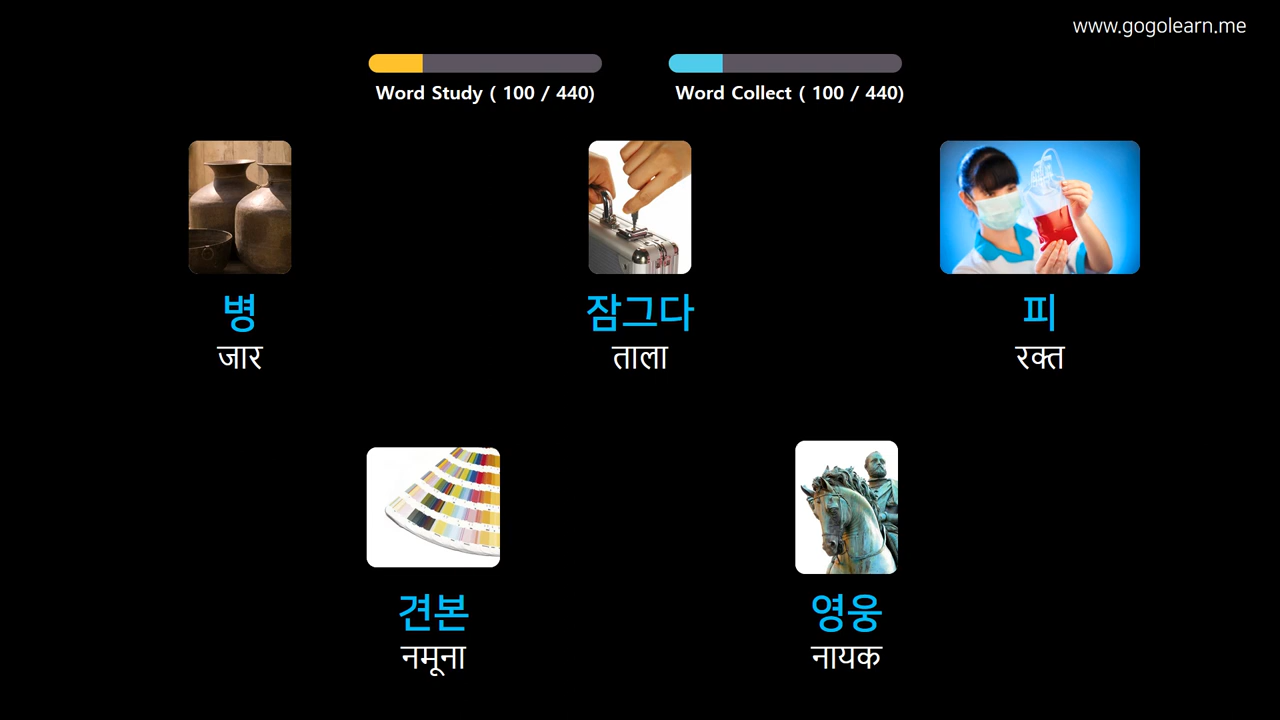 www.gogolearn.me
Word Study ( 100 / 440)
Word Collect ( 100 / 440)
병
जार
잠그다
ताला
피
रक्त
견본
नमूना
영웅
नायक